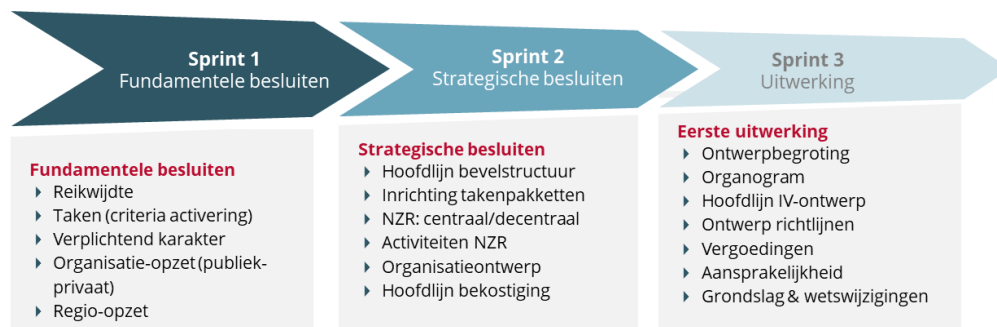 Sprint 1
Fundamentele besluiten
Sprint 2
Strategische besluiten
Sprint 3
Uitwerking
Fundamentele besluiten
Reikwijdte
Taken (criteria activering)
Verplichtend karakter
Organisatie-opzet (publiek-
privaat)
Regio-opzet
Strategische besluiten
Hoofdlijn bevelstructuur
Inrichting takenpakketten
NZR: centraal/decentraal
Activiteiten NZR
Organisatieontwerp
Hoofdlijn bekostiging
Eerste uitwerking
Ontwerpbegroting
Organogram
Hoofdlijn IV-ontwerp
Ontwerp richtlijnen
Vergoedingen
Aansprakelijkheid
Grondslag & wetswijzigingen